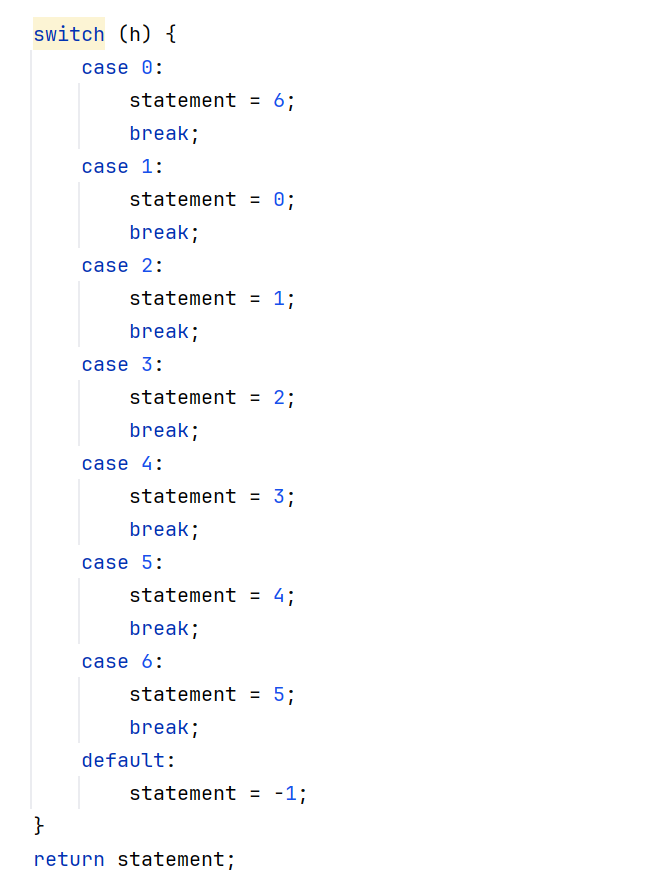 switch (h) {
    case 0:
        statement = 6;
        break;
    case 1:
        statement = 0;
        break;
    case 2:
        statement = 1;
        break;
    case 3:
        statement = 2;
        break;
    case 4:
        statement = 3;
        break;
    case 5:
        statement = 4;
        break;
    case 6:
        statement = 5;
        break;
    default:
        statement = -1;
}
return statement;